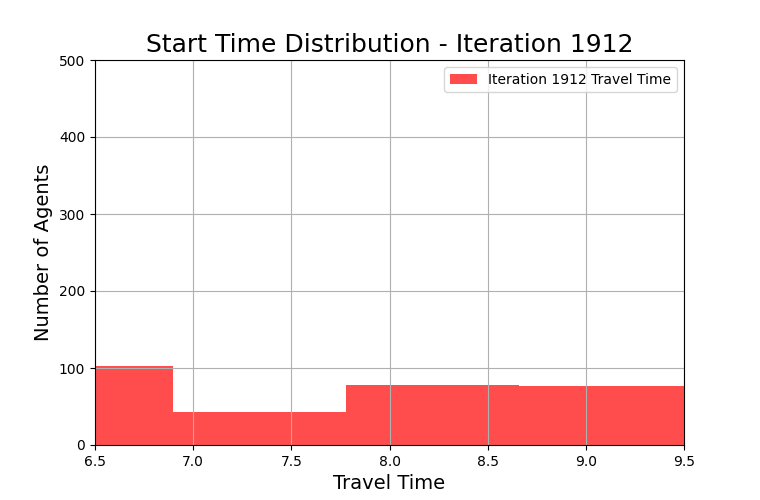 Start Time Distribution - Iteration 1912
500
Iteration 1912 Travel Time
400
300
200
100
0
Number of Agents
6.5 7.0 7.5 8.0 8.5 9.0 9.5
Travel Time